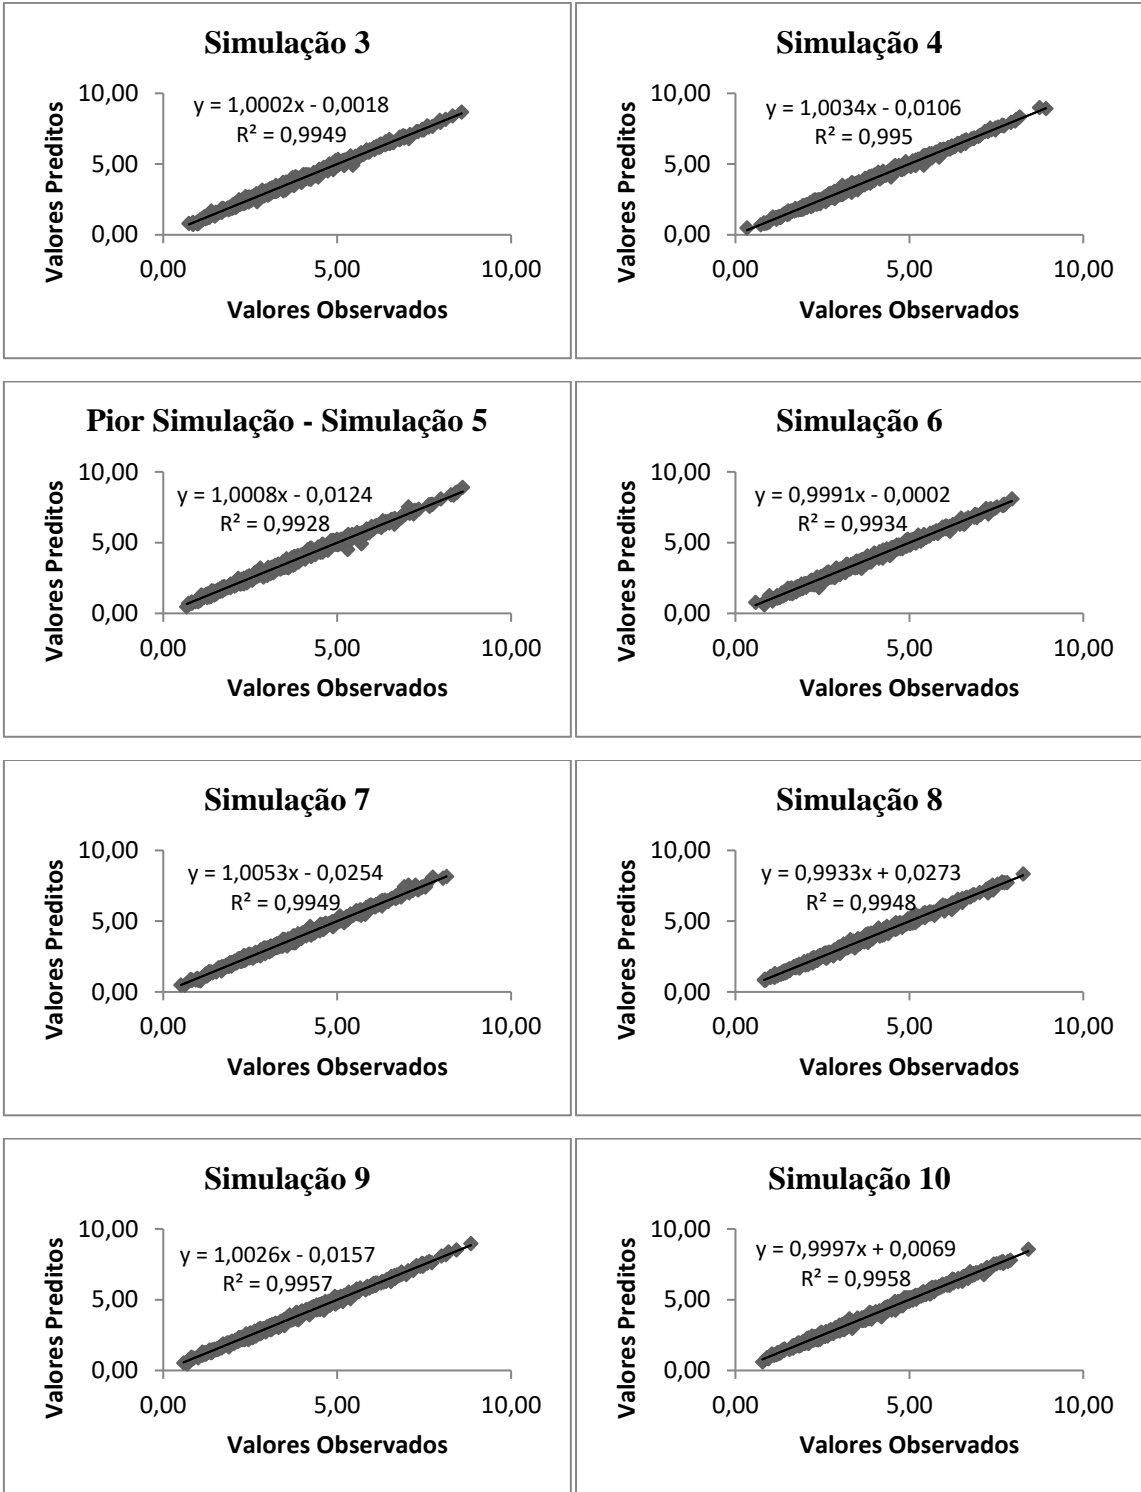 Simulação 3
y = 1,0002x - 0,0018
R² = 0,9949
Valores Preditos
10,00
5,00
0,00
0,00 5,00 10,00
Valores Observados
Simulação 4
y = 1,0034x - 0,0106
R² = 0,995
Valores Preditos
10,00
5,00
0,00
0,00 5,00 10,00
Valores Observados
Pior Simulação - Simulação 5
y = 1,0008x - 0,0124
R² = 0,9928
Valores Preditos
10,00
5,00
0,00
0,00 5,00 10,00
Valores Observados
Simulação 6
y = 0,9991x - 0,0002
R² = 0,9934
Valores Preditos
10,00
5,00
0,00
0,00 5,00 10,00
Valores Observados
Simulação 7
y = 1,0053x - 0,0254
R² = 0,9949
Valores Preditos
10,00
5,00
0,00
0,00 5,00 10,00
Valores Observados
Simulação 8
y = 0,9933x + 0,0273
R² = 0,9948
Valores Preditos
10,00
5,00
0,00
0,00 5,00 10,00
Valores Observados
Simulação 9
y = 1,0026x - 0,0157
R² = 0,9957
Valores Preditos
10,00
5,00
0,00
0,00 5,00 10,00
Valores Observados
Simulação 10
y = 0,9997x + 0,0069
R² = 0,9958
Valores Preditos
10,00
5,00
0,00
0,00 5,00 10,00
Valores Observados